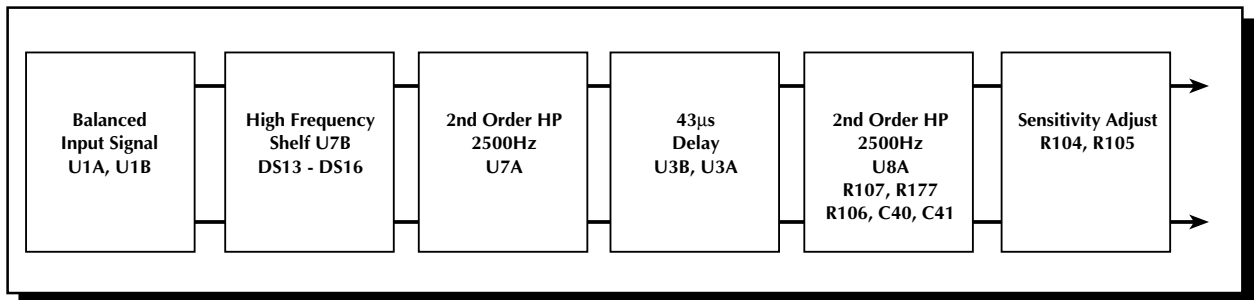 Balanced
Input Signal
U1A, U1B
High Frequency
Shelf U7B
DS13 - DS16
2nd Order HP
2500Hz
U7A
43µs
Delay
U3B, U3A
2nd Order HP
2500Hz
U8A
R107, R177
R106, C40, C41
Sensitivity Adjust
R104, R105